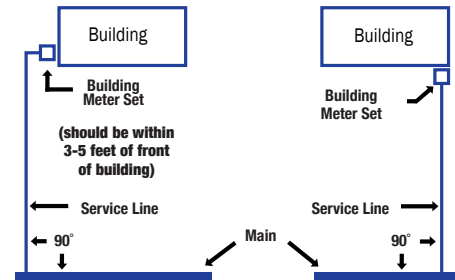 Building
Building
Meter Set
(should be within
3-5 feet of front
of building)
Service Line
90°
Main
Building
Building
Meter Set
Service Line
90°